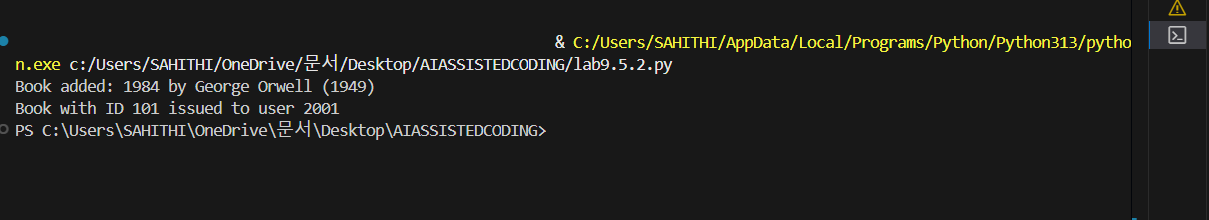 & C:/Users/SAHITHI/AppData/Local/Programs/Python/Python313/pytho
n.exe c:/Users/SAHITHI/OneDrive/문서/Desktop/AIASSISTEDCODING/lab9.5.2.py
Book added: 1984 by George Orwell (1949)
Book with ID 101 issued to user 2001
PS C:\Users\SAHITHI\OneDrive\문서\Desktop\AIASSISTEDCODING>